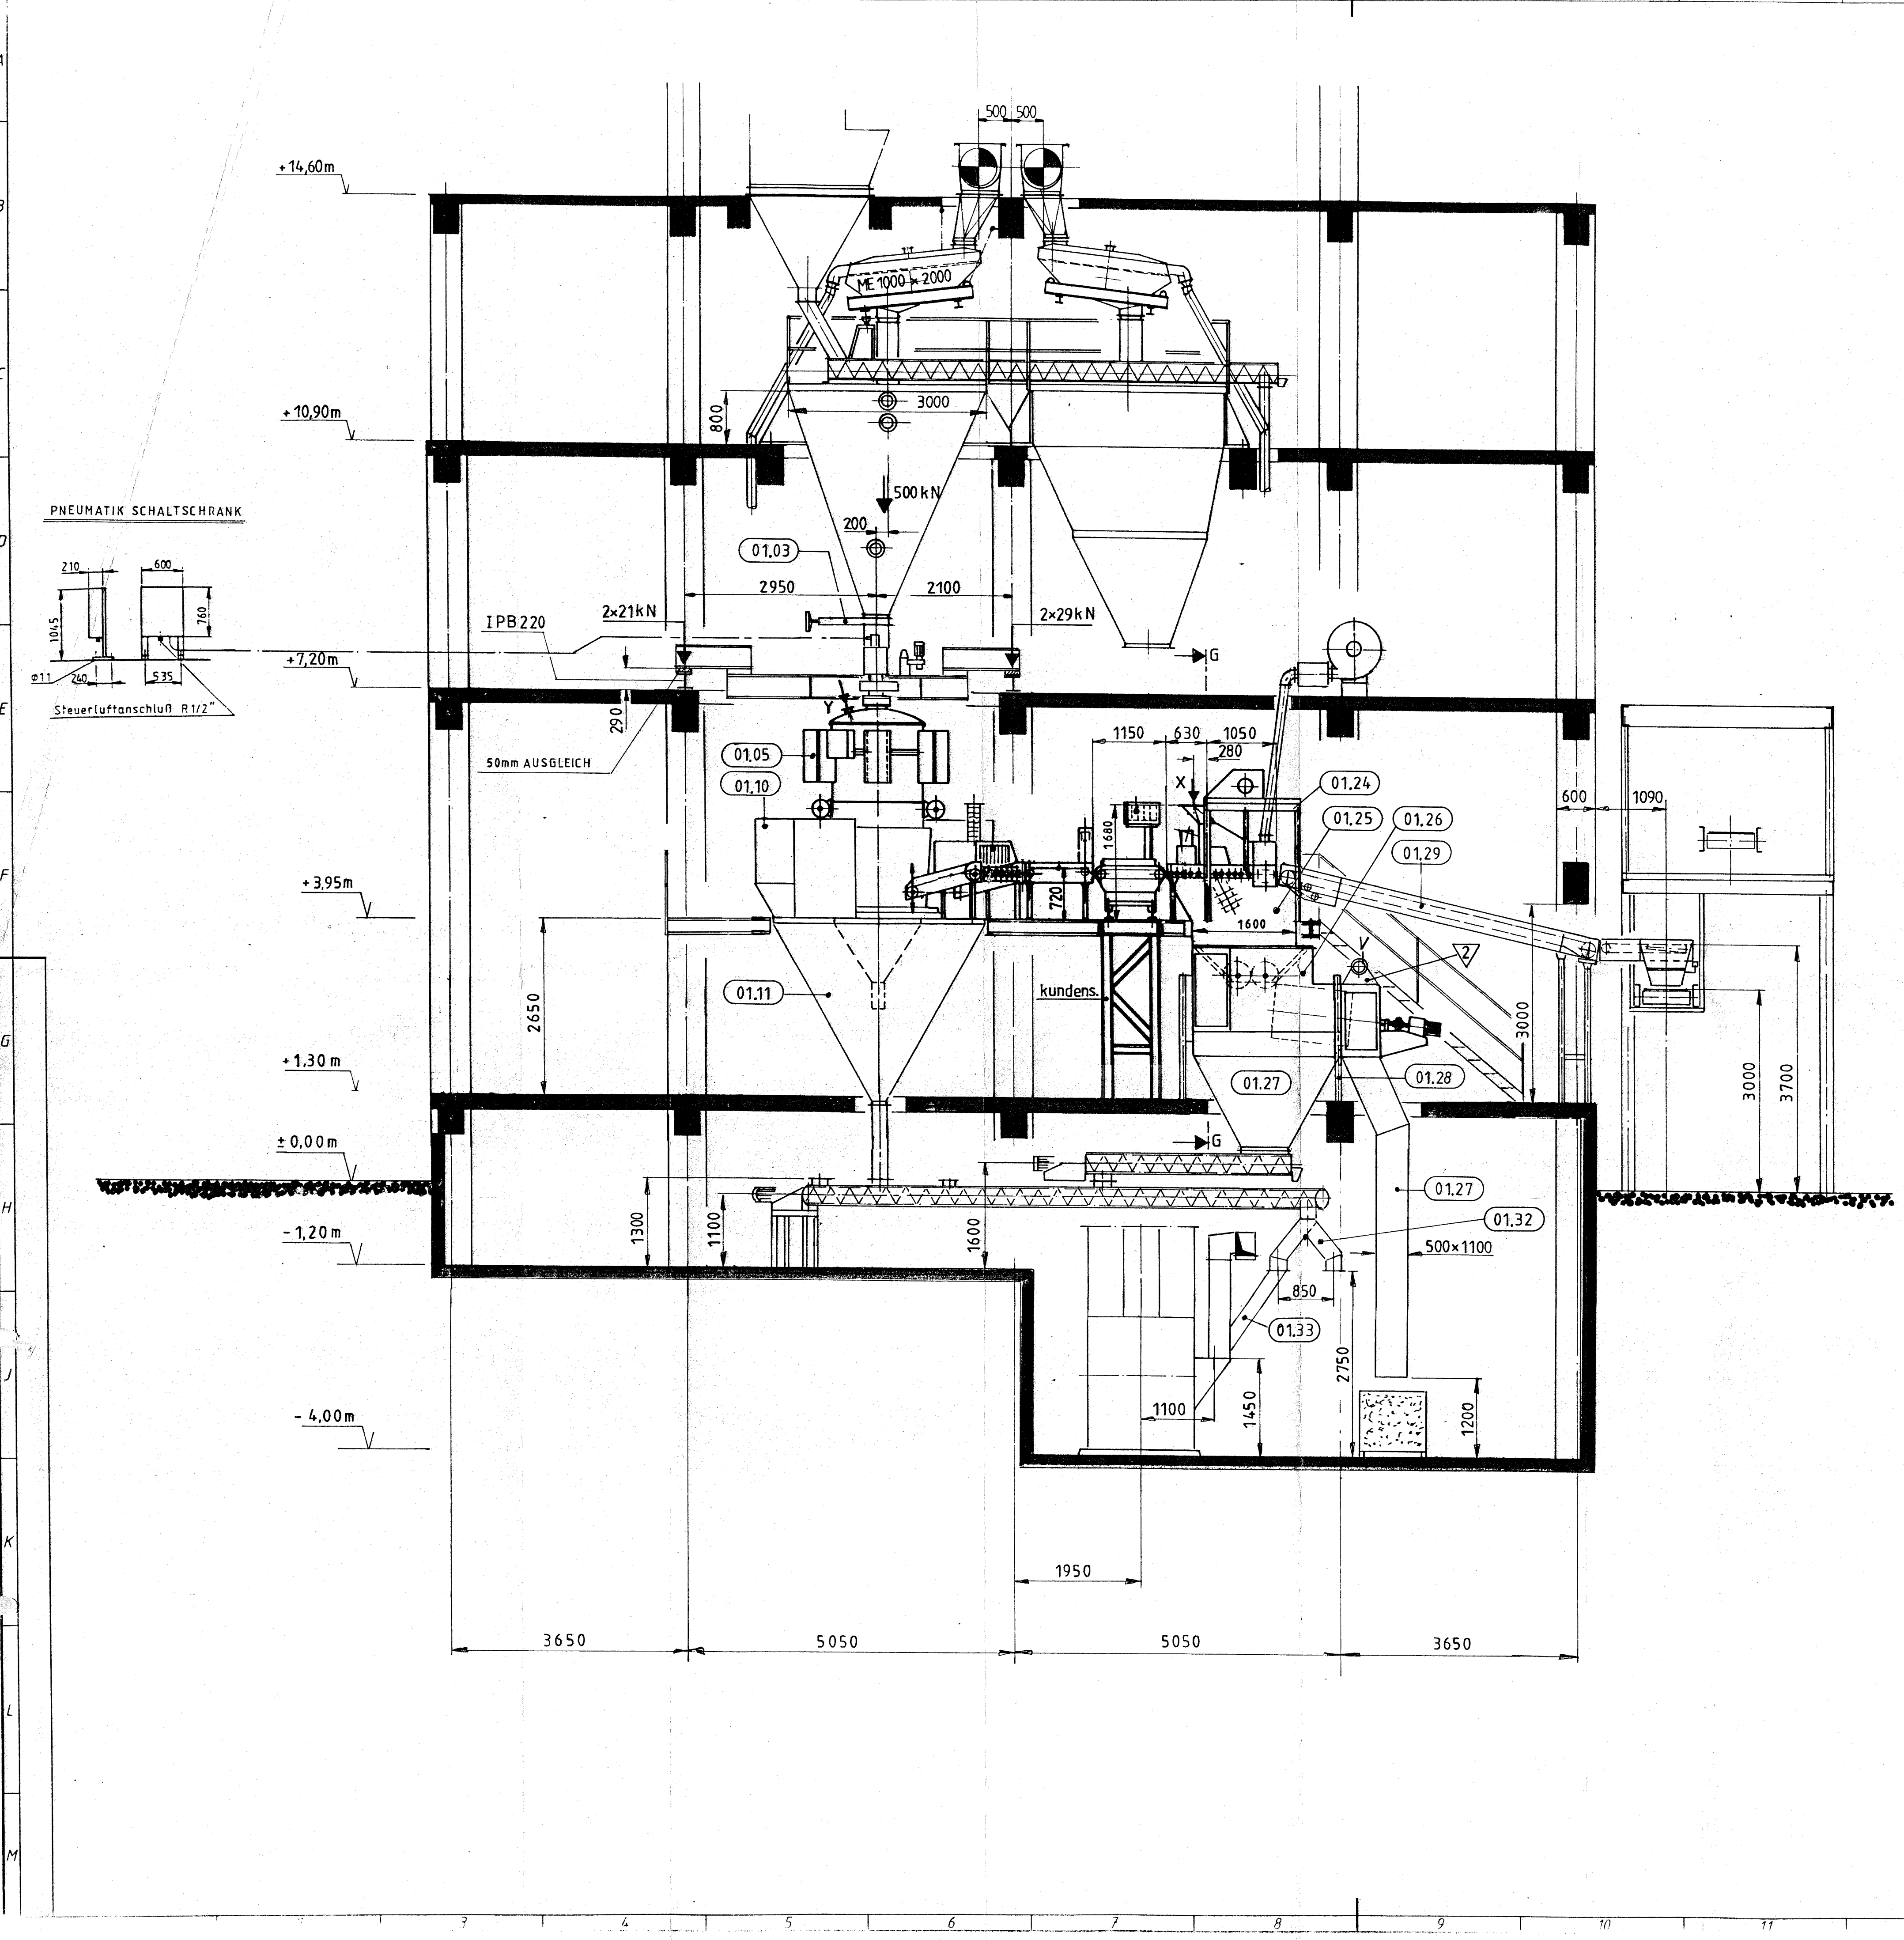 A
B
C
D
E
F
G
H
J
K
L
M
500 500
+14,60m
ME 1000 x 2000
+10,90m
800
3000
500 kN
200
PNEUMATIK SCHALTSCHRANK
210
600
1045
760
ø11
240
535
Steuerluftanschluß R 1/2"
01.03
2950
2100
2×21kN
2×29kN
IPB220
+7,20m
G
290
Y
50mm AUSGLEICH
01.05
01.10
1150
630
1050
280
X
01.24
01.25
01.26
01.29
600
1090
1680
720
1600
+3,95m
2650
01.11
kundens.
V
2
3000
3000
3700
+1,30m
01.27
01.28
± 0,00m
G
- 1,20m
1300
1100
1600
01.27
01.32
500×1100
850
01.33
2750
1450
1100
1200
- 4,00m
1950
3650
5050
5050
3650
3
4
5
6
7
8
9
10
11